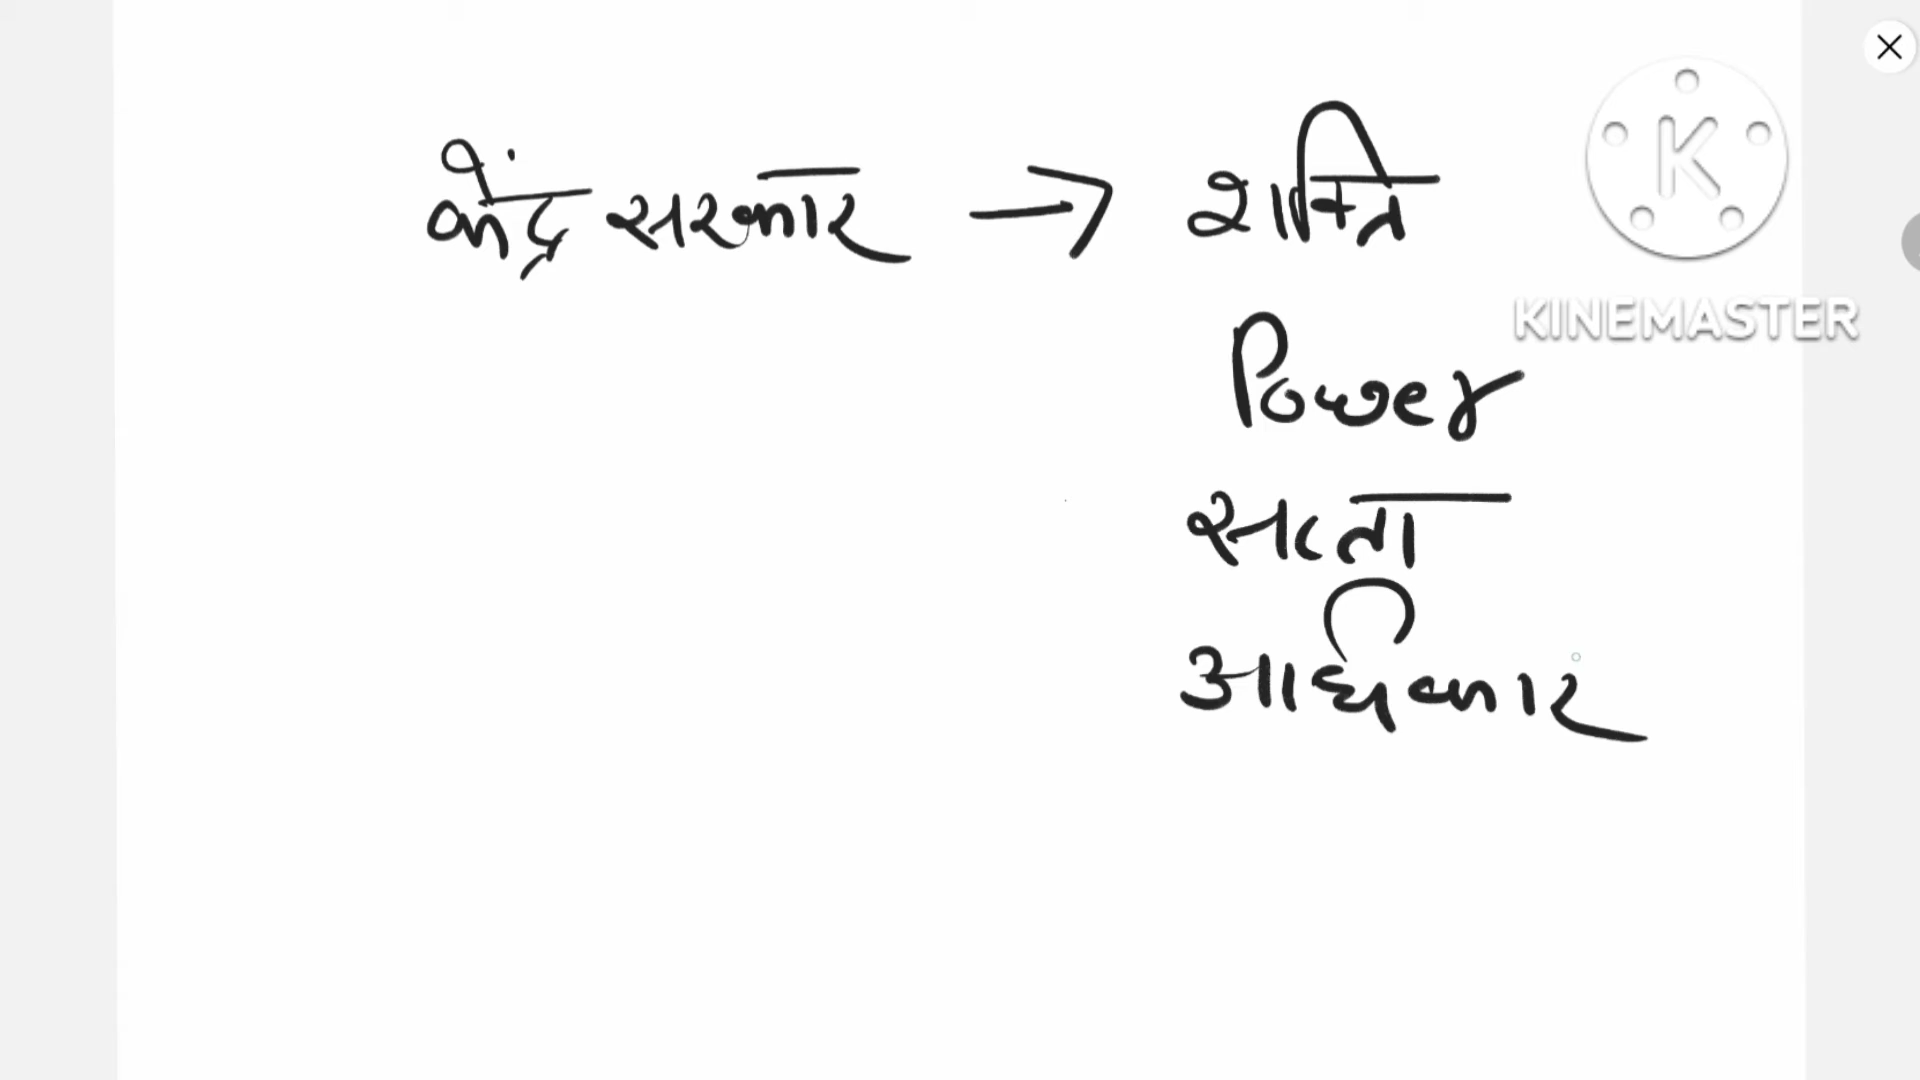 केंद्र सरकार → शक्ति
Power
सत्ता
अधिकार
KINEMASTER